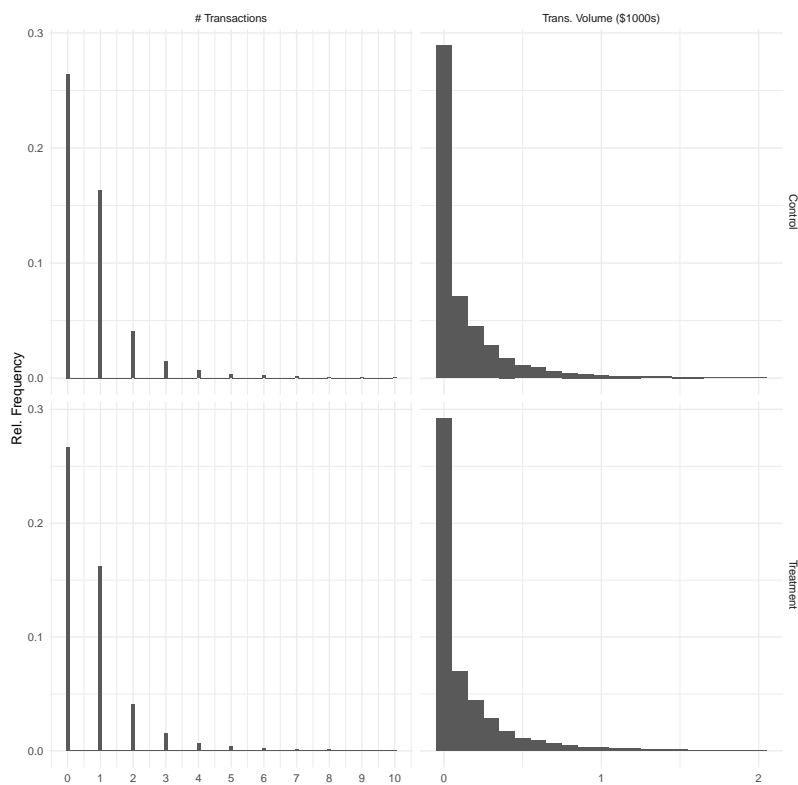 # Transactions
Trans. Volume ($1000s)
0.3
0.2
0.1
0.0
Control
Rel. Frequency
0.3
0.2
0.1
0.0
Treatment
0 1 2 3 4 5 6 7 8 9 10
0 1 2